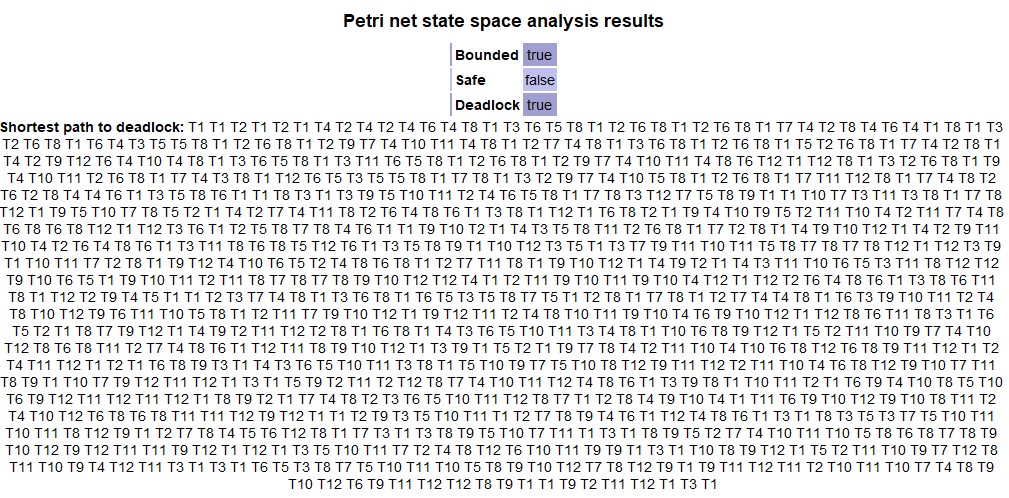 Petri net state space analysis results
Bounded true
Safe false
Deadlock true
Shortest path to deadlock: T1 T1 T2 T1 T2 T1 T4 T2 T4 T2 T4 T6 T4 T8 T1 T3 T6 T5 T8 T1 T2 T6 T8 T1 T2 T6 T8 T1 T7 T4 T2 T8 T4 T6 T4 T1 T8 T1 T3
T2 T6 T8 T1 T6 T4 T3 T5 T5 T8 T1 T2 T6 T8 T1 T2 T9 T7 T4 T10 T11 T4 T8 T1 T2 T7 T4 T8 T1 T3 T6 T8 T1 T2 T6 T8 T1 T5 T2 T6 T8 T1 T7 T4 T2 T8 T1
T4 T2 T9 T12 T6 T4 T10 T4 T8 T1 T3 T6 T5 T8 T1 T3 T11 T6 T5 T8 T1 T2 T6 T8 T1 T2 T9 T7 T4 T10 T11 T4 T8 T6 T12 T1 T12 T8 T1 T3 T2 T6 T8 T1 T9
T4 T10 T11 T2 T6 T8 T1 T7 T4 T3 T8 T1 T12 T6 T5 T3 T5 T5 T8 T1 T7 T8 T1 T3 T2 T9 T7 T4 T10 T5 T8 T1 T2 T6 T8 T1 T7 T11 T12 T8 T1 T7 T4 T8 T2
T6 T2 T8 T4 T4 T6 T1 T3 T5 T8 T6 T1 T1 T8 T3 T1 T3 T9 T5 T10 T11 T2 T4 T6 T5 T8 T1 T7 T8 T3 T12 T7 T5 T8 T9 T1 T1 T10 T7 T3 T11 T3 T8 T1 T7 T8
T12 T1 T9 T5 T10 T7 T8 T5 T2 T1 T4 T2 T7 T4 T11 T8 T2 T6 T4 T8 T6 T1 T3 T8 T1 T12 T1 T6 T8 T2 T1 T9 T4 T10 T9 T5 T2 T11 T10 T4 T2 T11 T7 T4 T8
T6 T8 T6 T8 T12 T1 T12 T3 T6 T1 T2 T5 T8 T7 T8 T4 T6 T1 T1 T9 T10 T2 T1 T4 T3 T5 T8 T11 T2 T6 T8 T1 T7 T2 T8 T1 T4 T9 T10 T12 T1 T4 T2 T9 T11
T10 T4 T2 T6 T4 T8 T6 T1 T3 T11 T8 T6 T8 T5 T12 T6 T1 T3 T5 T8 T9 T1 T10 T12 T3 T5 T1 T3 T7 T9 T11 T10 T11 T5 T8 T7 T8 T7 T8 T12 T1 T12 T3 T9
T1 T10 T11 T7 T2 T8 T1 T9 T12 T4 T10 T6 T5 T2 T4 T8 T6 T8 T1 T2 T7 T11 T8 T1 T9 T10 T12 T1 T4 T9 T2 T1 T4 T3 T11 T10 T6 T5 T3 T11 T8 T12 T12
T9 T10 T6 T5 T1 T9 T10 T11 T2 T11 T8 T7 T8 T7 T8 T9 T10 T12 T12 T4 T1 T2 T11 T9 T10 T11 T9 T10 T4 T12 T1 T12 T2 T6 T4 T8 T6 T1 T3 T8 T6 T11
T8 T1 T12 T2 T9 T4 T5 T1 T1 T2 T3 T7 T4 T8 T1 T3 T6 T8 T1 T6 T5 T3 T5 T8 T7 T5 T1 T2 T8 T1 T7 T8 T1 T2 T7 T4 T4 T8 T1 T6 T3 T9 T10 T11 T2 T4
T8 T10 T12 T9 T6 T11 T10 T5 T8 T1 T2 T11 T7 T9 T10 T12 T1 T9 T12 T11 T2 T4 T8 T10 T11 T9 T10 T4 T6 T9 T10 T12 T1 T12 T8 T6 T11 T8 T3 T1 T6
T5 T2 T1 T8 T7 T9 T12 T1 T4 T9 T2 T11 T12 T2 T8 T1 T6 T8 T1 T4 T3 T6 T5 T10 T11 T3 T4 T8 T1 T10 T6 T8 T9 T12 T1 T5 T2 T11 T10 T9 T7 T4 T10
T12 T8 T6 T8 T11 T2 T7 T4 T8 T6 T1 T12 T11 T8 T9 T10 T12 T1 T3 T9 T1 T5 T2 T1 T9 T7 T8 T4 T2 T11 T10 T4 T6 T8 T12 T6 T8 T9 T11 T12 T1 T2
T4 T11 T12 T1 T2 T1 T6 T8 T9 T3 T1 T4 T3 T6 T5 T10 T11 T3 T8 T1 T5 T10 T9 T7 T5 T10 T8 T12 T9 T11 T12 T2 T11 T10 T4 T6 T8 T12 T9 T10 T7 T11
T8 T9 T1 T10 T7 T9 T12 T11 T12 T1 T3 T1 T5 T9 T2 T11 T2 T12 T8 T7 T4 T10 T11 T12 T4 T8 T6 T1 T3 T9 T8 T1 T10 T11 T2 T1 T6 T9 T4 T10 T8 T5 T10
T6 T9 T12 T11 T12 T11 T12 T1 T8 T9 T2 T1 T7 T4 T8 T2 T3 T6 T5 T10 T11 T12 T8 T7 T1 T2 T8 T4 T9 T10 T4 T1 T11 T6 T9 T10 T12 T9 T10 T8 T11 T2
T4 T10 T12 T6 T8 T6 T8 T11 T11 T12 T9 T12 T1 T1 T2 T9 T3 T5 T10 T11 T1 T2 T7 T8 T9 T4 T6 T1 T12 T4 T8 T6 T1 T3 T1 T8 T3 T5 T3 T7 T5 T10 T11
T10 T11 T8 T12 T9 T1 T2 T7 T8 T4 T5 T6 T12 T8 T1 T7 T3 T1 T3 T8 T9 T5 T10 T7 T11 T1 T3 T1 T8 T9 T5 T2 T7 T4 T10 T11 T10 T5 T8 T6 T8 T7 T8 T9
T10 T12 T9 T12 T11 T11 T9 T12 T1 T12 T1 T3 T5 T10 T11 T7 T2 T4 T8 T12 T6 T10 T11 T9 T9 T1 T3 T1 T8 T9 T12 T1 T5 T2 T11 T10 T9 T7 T12 T8
T11 T10 T9 T4 T12 T11 T3 T1 T3 T1 T6 T5 T3 T8 T7 T5 T10 T11 T10 T5 T8 T9 T10 T12 T7 T8 T12 T9 T1 T9 T11 T12 T11 T2 T10 T11 T10 T7 T4 T8 T9
T10 T12 T6 T9 T11 T12 T12 T8 T9 T1 T1 T9 T2 T11 T12 T1 T3 T1